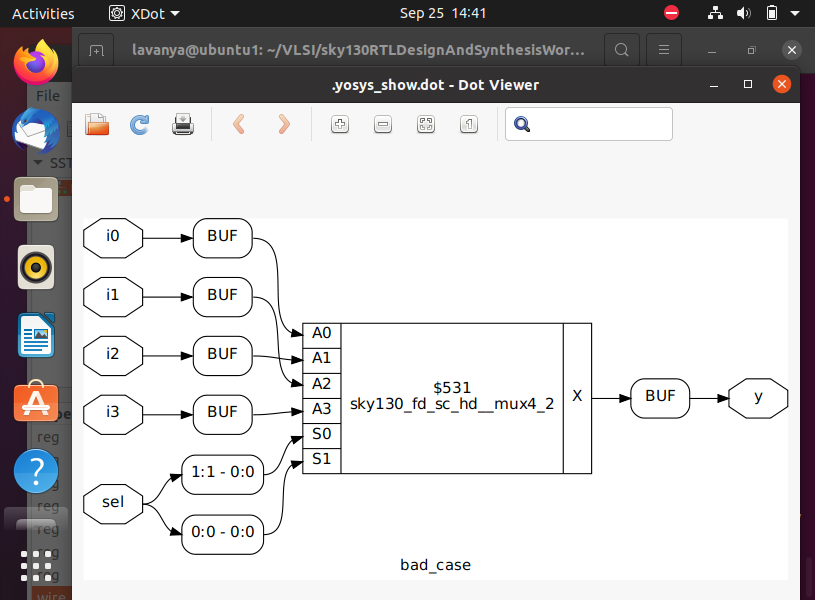 Activities XDot Sep 25 14:41
lavanya@ubuntu1: ~/VLSI/sky130RTLDesignAndSynthesisWor...
.yosys_show.dot - Dot Viewer
File
SST
i0 BUF
i1 BUF
i2 BUF
i3 BUF
A0
A1
A2
A3
S0
S1
$531
sky130_fd_sc_hd__mux4_2
X
BUF
y
sel
1:1 - 0:0
0:0 - 0:0
bad_case
reg
reg
reg
reg
wire